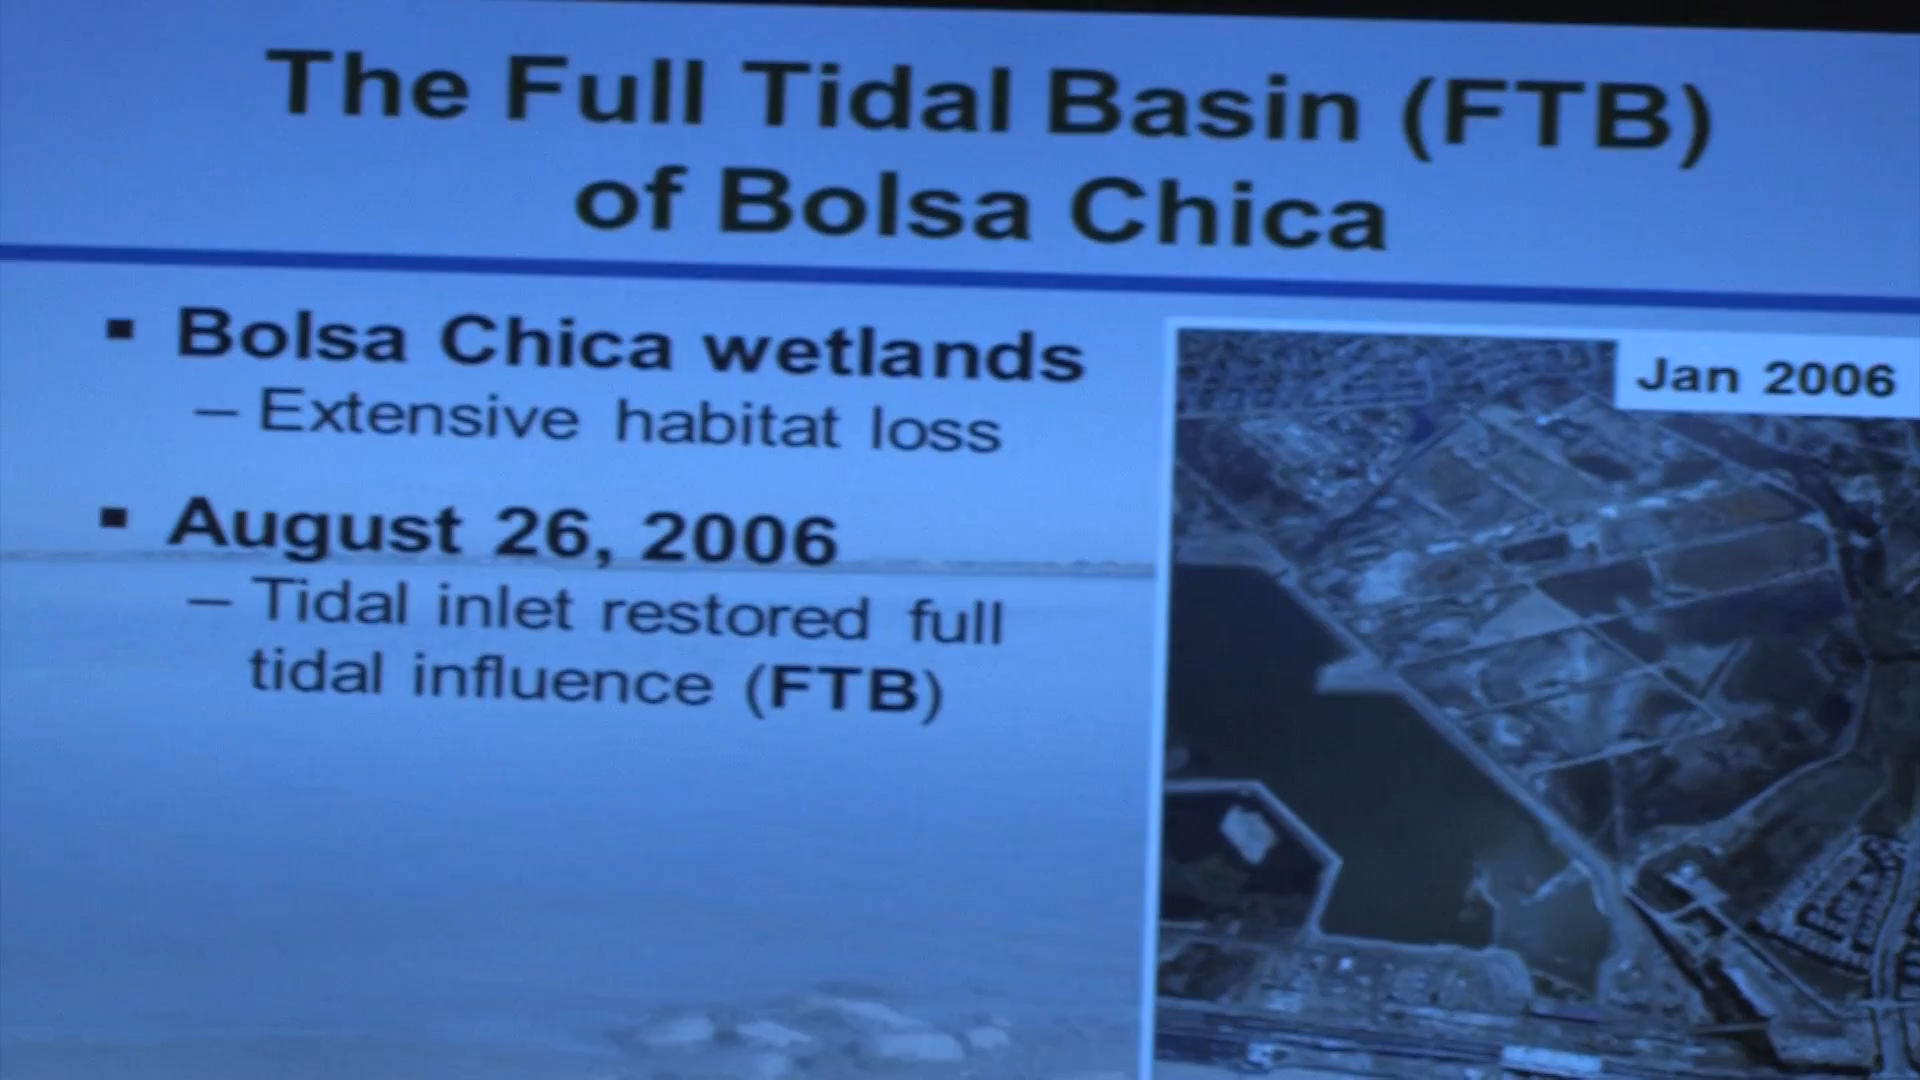 The Full Tidal Basin (FTB)
of Bolsa Chica
▪ Bolsa Chica wetlands
– Extensive habitat loss
▪ August 26, 2006
– Tidal inlet restored full
tidal influence (FTB)
Jan 2006